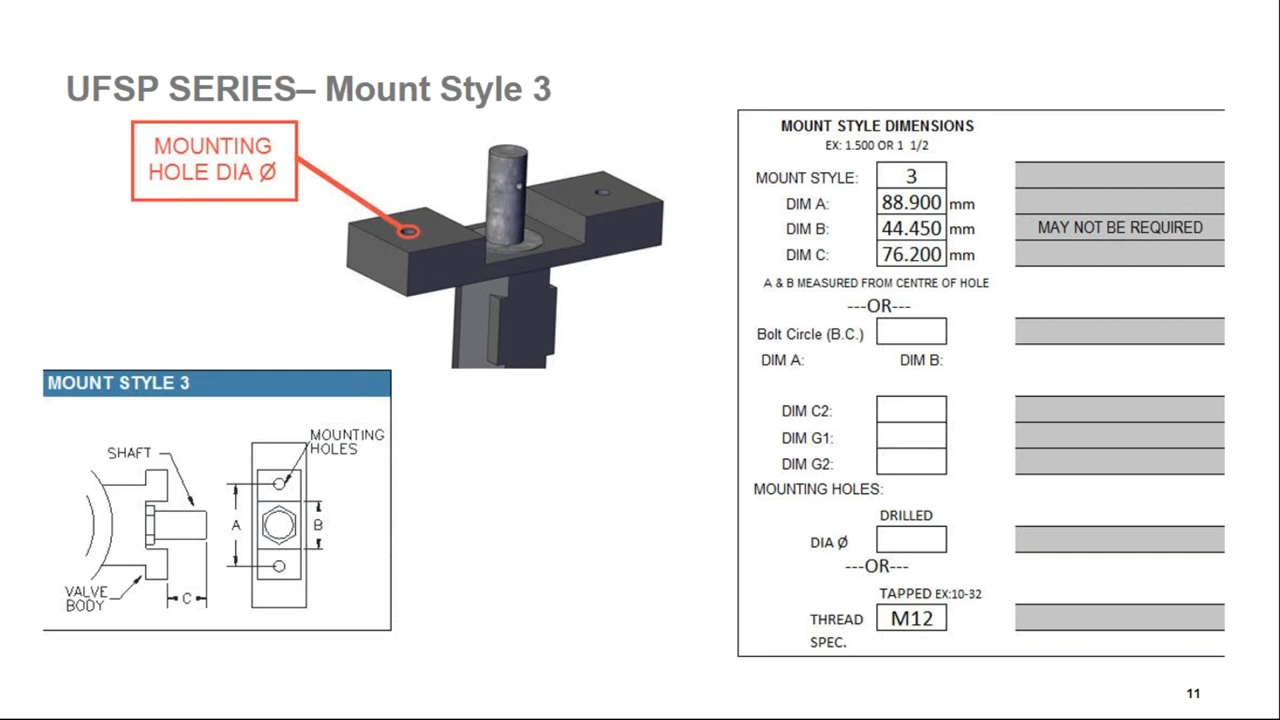 UFSP SERIES– Mount Style 3
MOUNTING
HOLE DIA Ø
MOUNT STYLE 3
SHAFT
MOUNTING
HOLES
A
B
C
VALVE
BODY
MOUNT STYLE DIMENSIONS
EX: 1.500 OR 1 1/2
MOUNT STYLE: 3
DIM A: 88.900 mm
DIM B: 44.450 mm MAY NOT BE REQUIRED
DIM C: 76.200 mm
A & B MEASURED FROM CENTRE OF HOLE
---OR---
Bolt Circle (B.C.)
DIM A: DIM B:
DIM C2:
DIM G1:
DIM G2:
MOUNTING HOLES:
DRILLED
DIA Ø
---OR---
TAPPED EX:10-32
THREAD M12
SPEC.
11